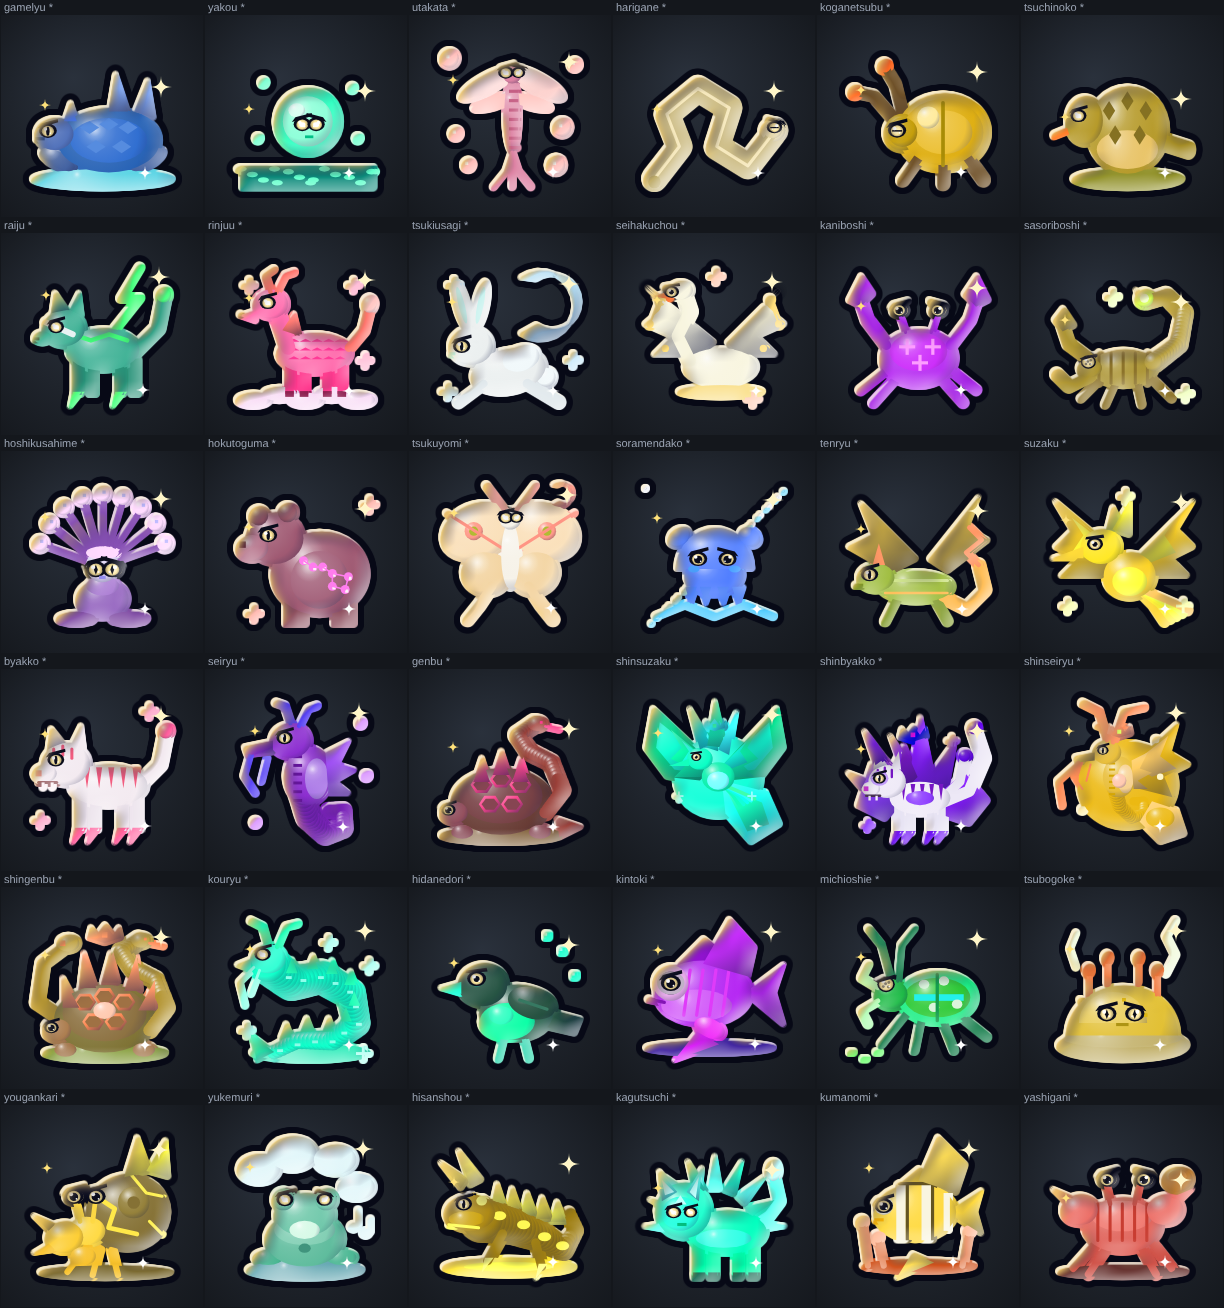 gamelyu *
yakou *
utakata *
harigane *
koganetsubu *
tsuchinoko *
raiju *
rinjuu *
tsukiusagi *
seihakuchou *
kaniboshi *
sasoriboshi *
hoshikusahime *
hokutoguma *
tsukuyomi *
soramendako *
tenryu *
suzaku *
byakko *
seiryu *
genbu *
shinsuzaku *
shinbyakko *
shinseiryu *
shingenbu *
kouryu *
hidanedori *
kintoki *
michioshie *
tsubogoke *
yougankari *
yukemuri *
hisanshou *
kagutsuchi *
kumanomi *
yashigani *